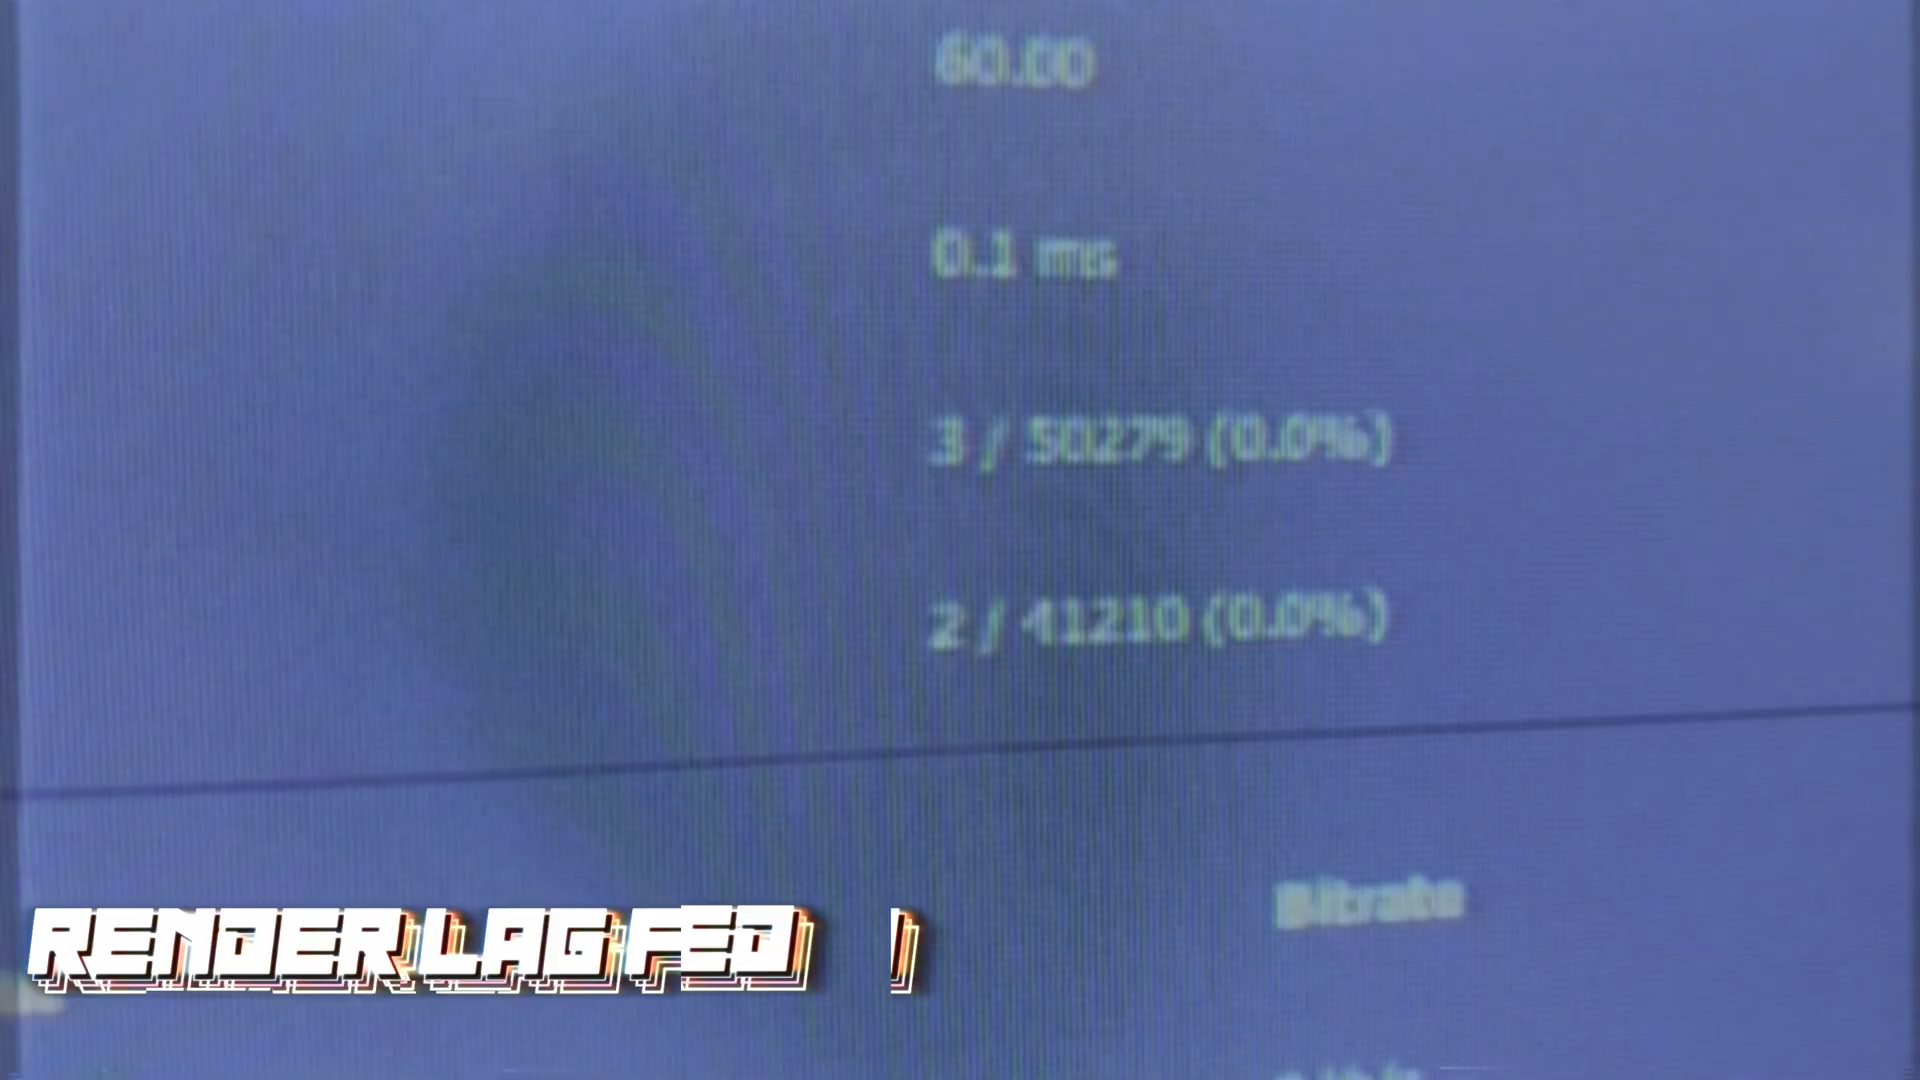 60.00
0.1 ms
3 / 50279 (0.0%)
2 / 41210 (0.0%)
Bitrate
RENDER LAG FED